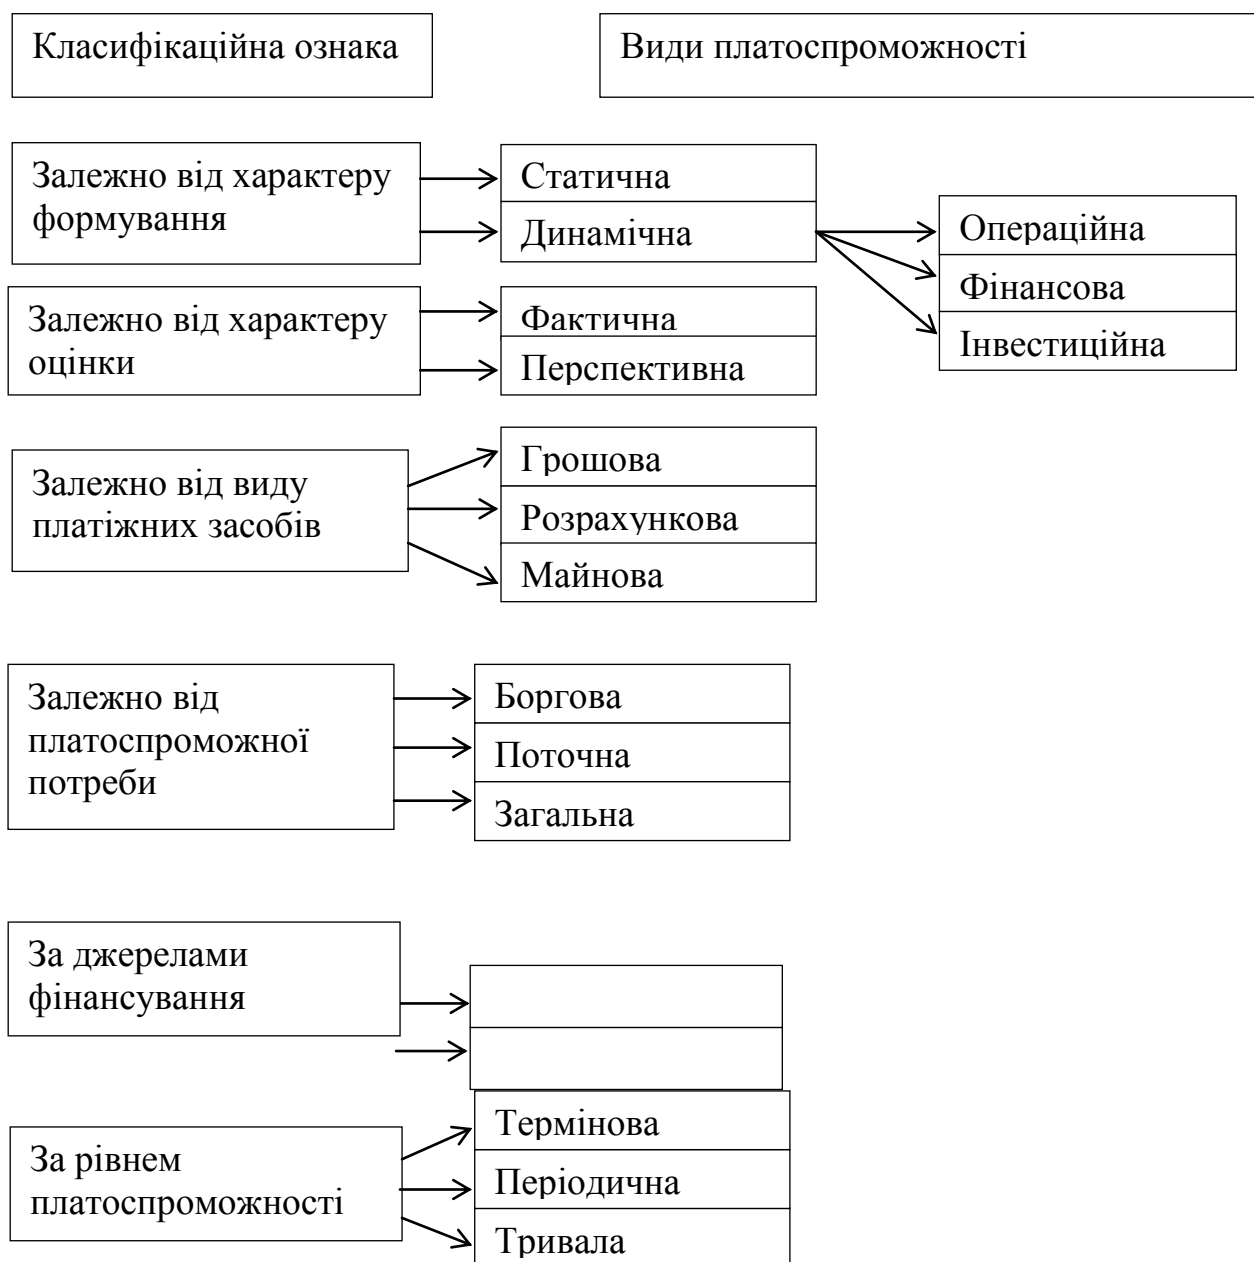 Класифікаційна ознака
Види платоспроможності
Залежно від характеру
формування
Статична
Динамічна
Операційна
Фінансова
Інвестиційна
Залежно від характеру
оцінки
Фактична
Перспективна
Залежно від виду
платіжних засобів
Грошова
Розрахункова
Майнова
Залежно від
платоспроможної
потреби
Боргова
Поточна
Загальна
За джерелами
фінансування
За рівнем
платоспроможності
Термінова
Періодична
Тривала